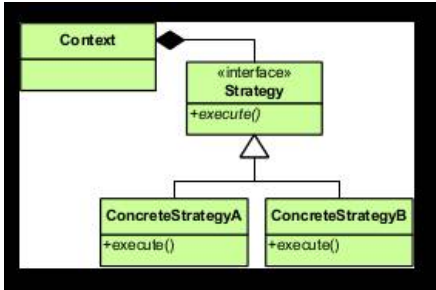 Context
«interface»
Strategy
+execute()
ConcreteStrategyA
+execute()
ConcreteStrategyB
+execute()